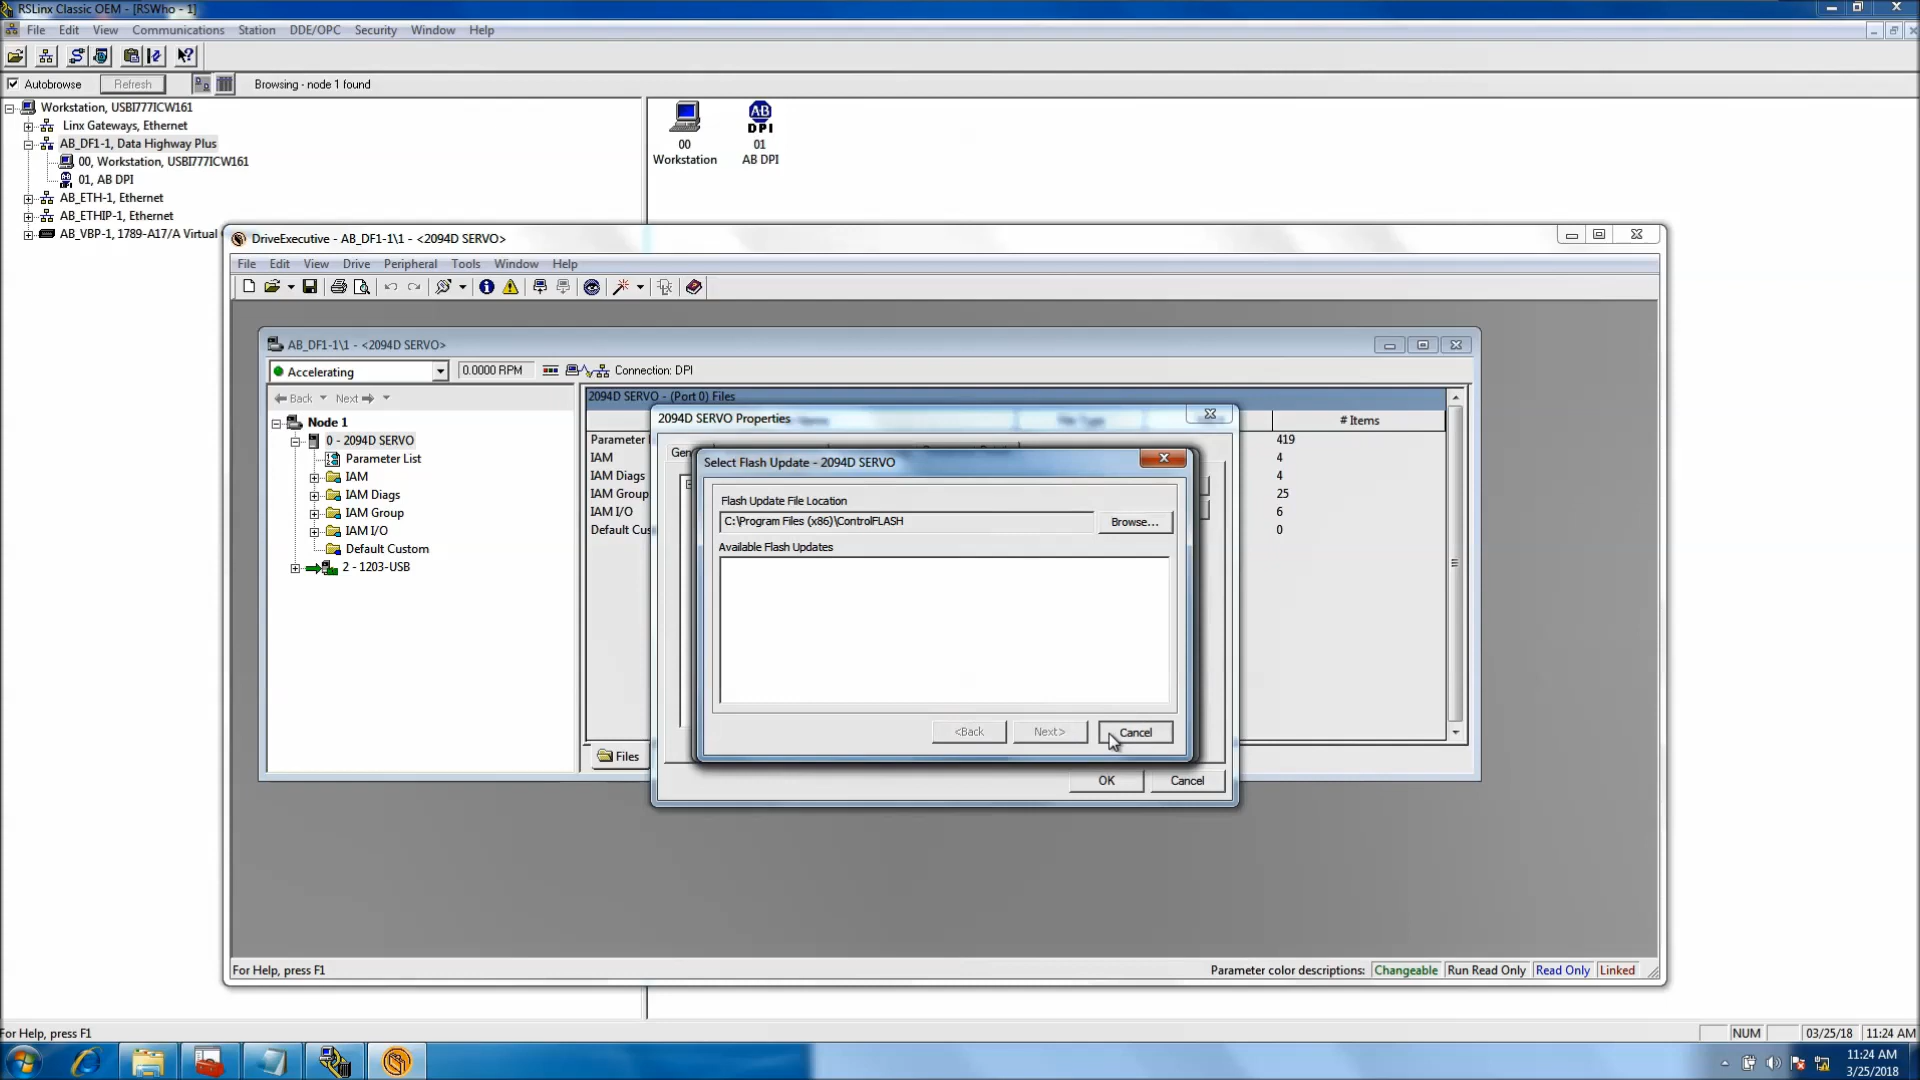 RSLinx Classic OEM - [RSWho - 1]
File Edit View Communications Station DDE/OPC Security Window Help
Autobrowse Refresh Browsing - node 1 found
Workstation, USBI777ICW161
Linx Gateways, Ethernet
AB_DF1-1, Data Highway Plus
00, Workstation, USBI777ICW161
01, AB DPI
AB_ETH-1, Ethernet
AB_ETHIP-1, Ethernet
AB_VBP-1, 1789-A17/A Virtual
00
Workstation
AB
DPI
01
AB DPI
DriveExecutive - AB_DF1-1\1 - <2094D SERVO>
File Edit View Drive Peripheral Tools Window Help
AB_DF1-1\1 - <2094D SERVO>
Accelerating 0.0000 RPM Connection: DPI
Back Next
Node 1
0 - 2094D SERVO
Parameter List
IAM
IAM Diags
IAM Group
IAM I/O
Default Custom
2 - 1203-USB
2094D SERVO - (Port 0) Files
# Items
Parameter 419
IAM 4
IAM Diags 4
IAM Group 25
IAM I/O 6
Default Cus 0
Files
2094D SERVO Properties
Gen
Select Flash Update - 2094D SERVO
Flash Update File Location
C:\Program Files (x86)\ControlFLASH Browse...
Available Flash Updates
<Back Next> Cancel
OK Cancel
For Help, press F1 Parameter color descriptions: Changeable Run Read Only Read Only Linked
For Help, press F1 NUM 03/25/18 11:24 AM
11:24 AM
3/25/2018